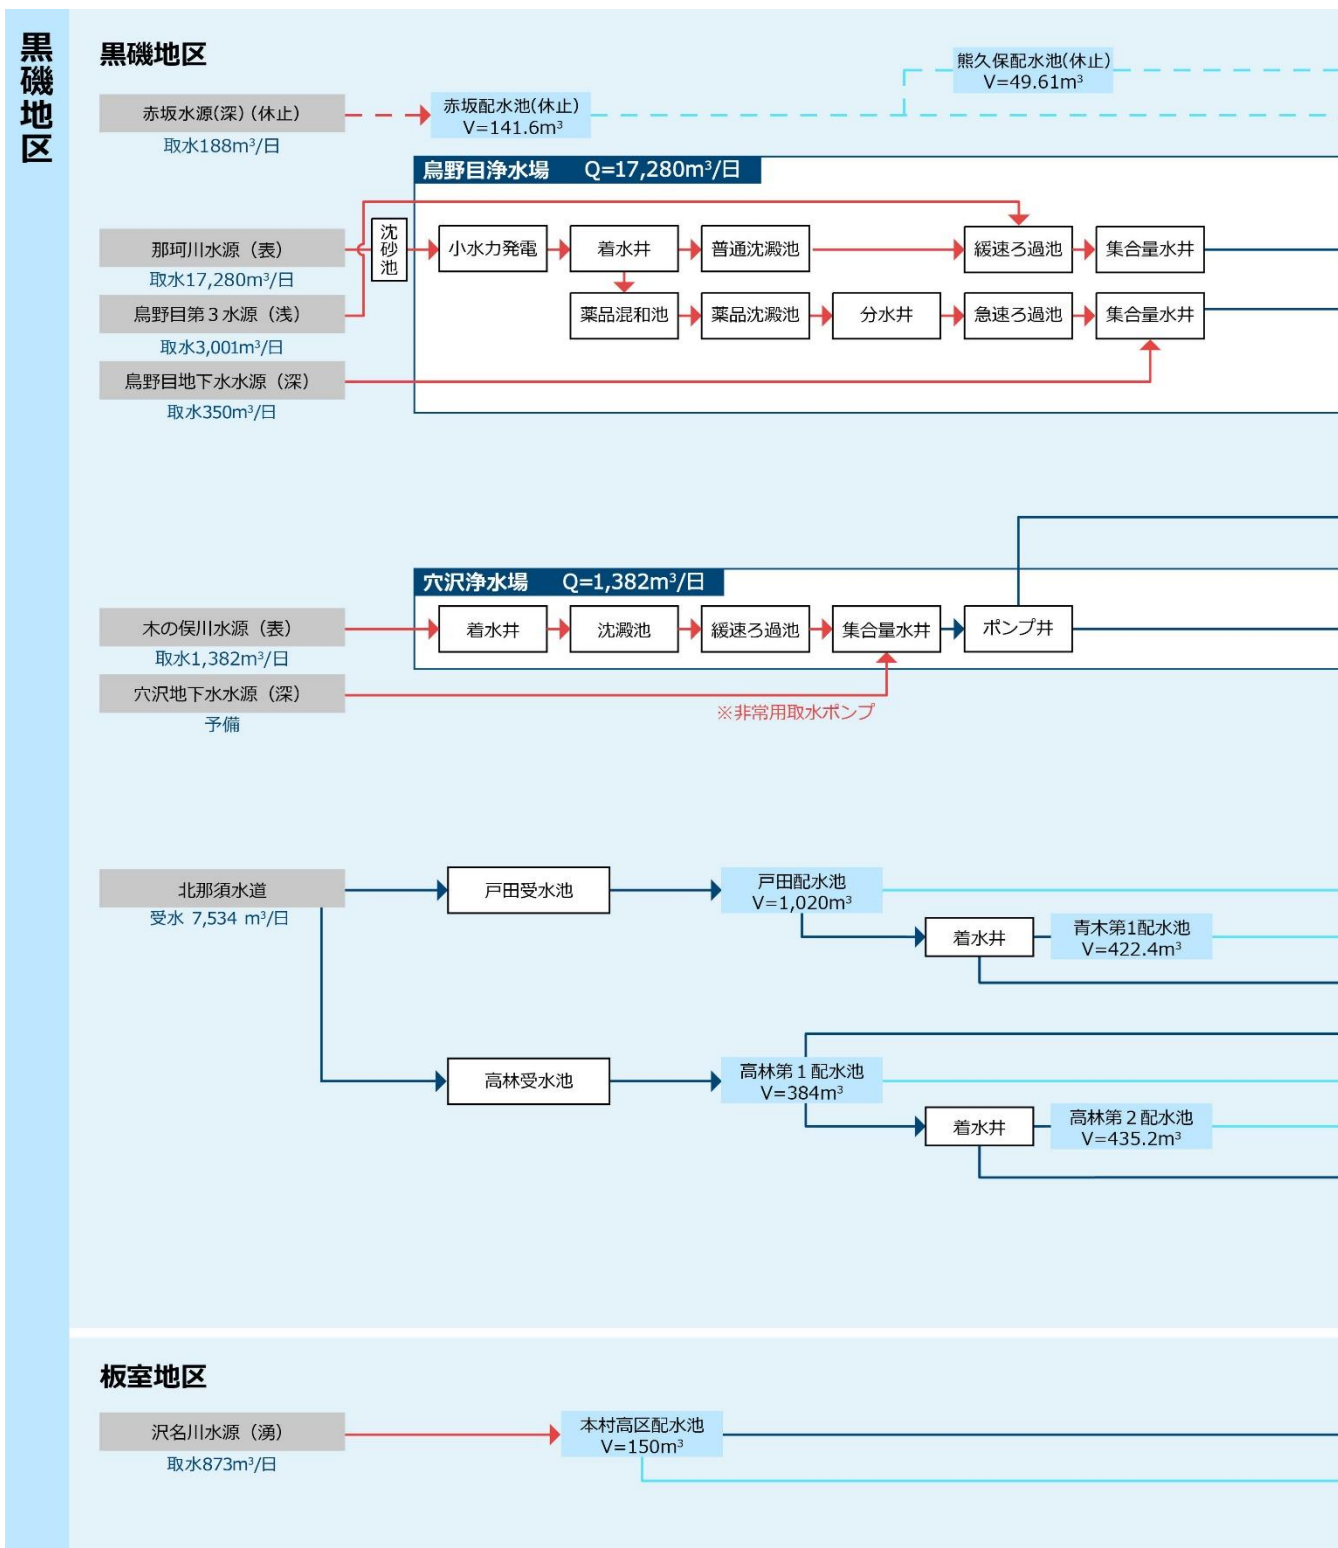 黒磯地区
黒磯地区
熊久保配水池(休止)
V=49.61m³
赤坂水源(深)(休止)
取水188m³/日
赤坂配水池(休止)
V=141.6m³
鳥野目浄水場 Q=17,280m³/日
那珂川水源（表）
取水17,280m³/日
沈砂池
小水力発電
着水井
普通沈澱池
緩速ろ過池
集合量水井
鳥野目第３水源（浅）
取水3,001m³/日
薬品混和池
薬品沈澱池
分水井
急速ろ過池
集合量水井
鳥野目地下水水源（深）
取水350m³/日
穴沢浄水場 Q=1,382m³/日
木の俣川水源（表）
取水1,382m³/日
着水井
沈澱池
緩速ろ過池
集合量水井
ポンプ井
穴沢地下水水源（深）
予備
※非常用取水ポンプ
北那須水道
受水 7,534 m³/日
戸田受水池
戸田配水池
V=1,020m³
着水井
青木第1配水池
V=422.4m³
高林受水池
高林第１配水池
V=384m³
着水井
高林第２配水池
V=435.2m³
板室地区
沢名川水源（湧）
取水873m³/日
本村高区配水池
V=150m³